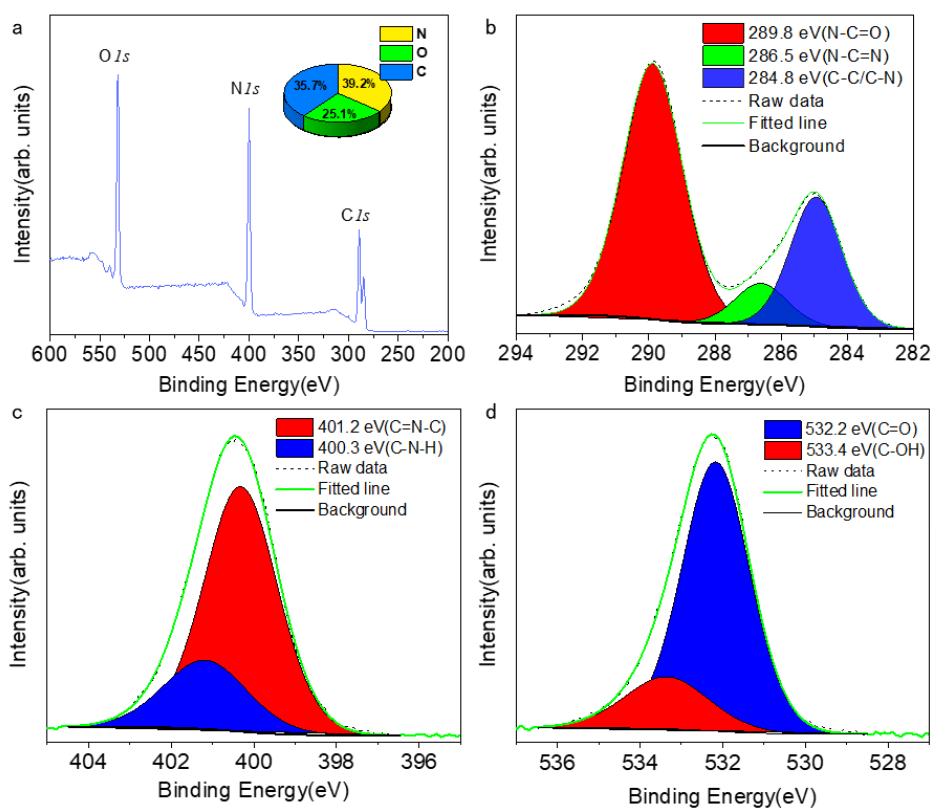 a
O 1s
N 1s
C 1s
N
O
C
35.7%
39.2%
25.1%
Intensity(arb. units)
600 550 500 450 400 350 300 250 200
Binding Energy(eV)
b
289.8 eV(N-C=O)
286.5 eV(N-C=N)
284.8 eV(C-C/C-N)
Raw data
Fitted line
Background
Intensity(arb. units)
294 292 290 288 286 284 282
Binding Energy(eV)
c
401.2 eV(C=N-C)
400.3 eV(C-N-H)
Raw data
Fitted line
Background
Intensity(arb. units)
404 402 400 398 396
Binding Energy(eV)
d
532.2 eV(C=O)
533.4 eV(C-OH)
Raw data
Fitted line
Background
Intensity(arb. units)
536 534 532 530 528
Binding Energy(eV)